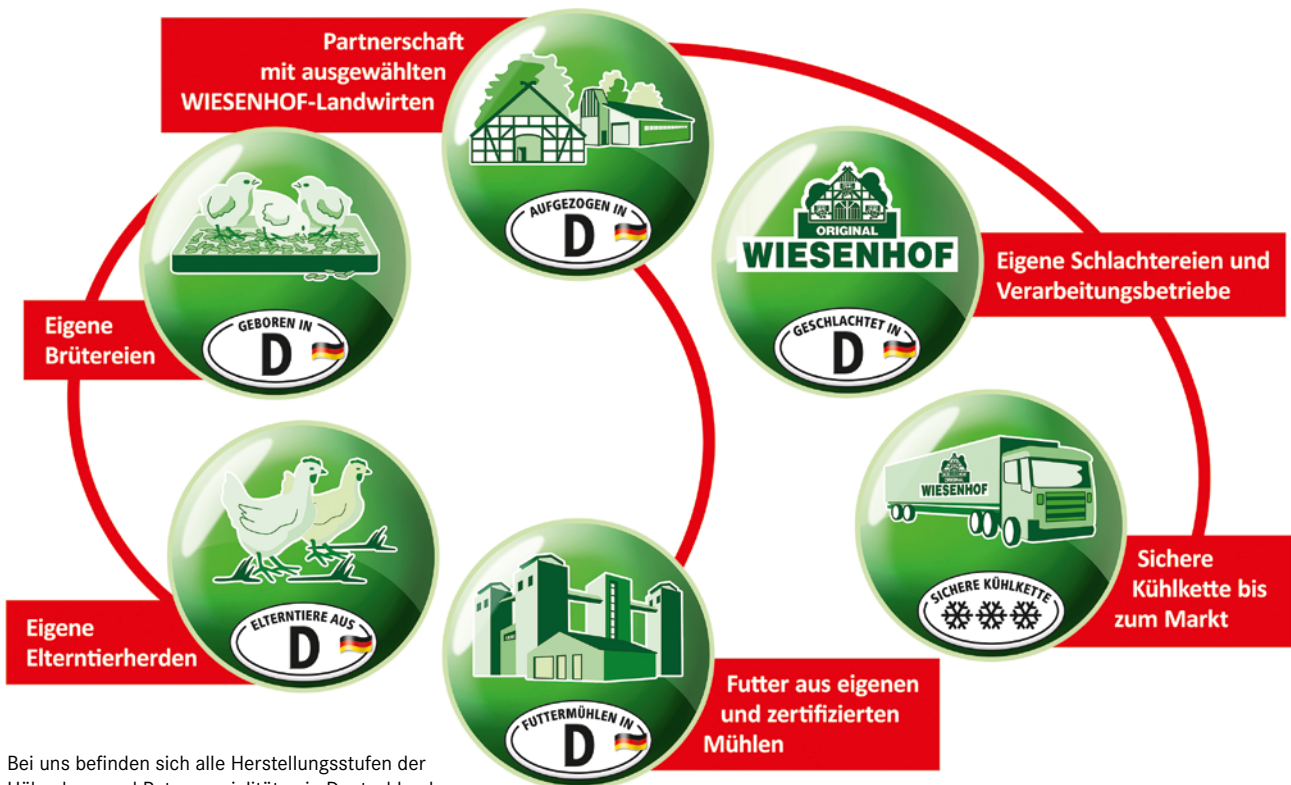 Partnerschaft
mit ausgewählten
WIESENHOF-Landwirten
AUFGEZOGEN IN
D
Eigene
Brütereien
GEBOREN IN
D
ORIGINAL
WIESENHOF
GESCHLACHTET IN
D
Eigene Schlachtereien und
Verarbeitungsbetriebe
Eigene
Elterntierherden
ELTERNTIERE AUS
D
FUTTERMÜHLEN IN
D
Futter aus eigenen
und zertifizierten
Mühlen
WIESENHOF
SICHERE KÜHLKETTE
Sichere
Kühlkette bis
zum Markt
Bei uns befinden sich alle Herstellungsstufen der